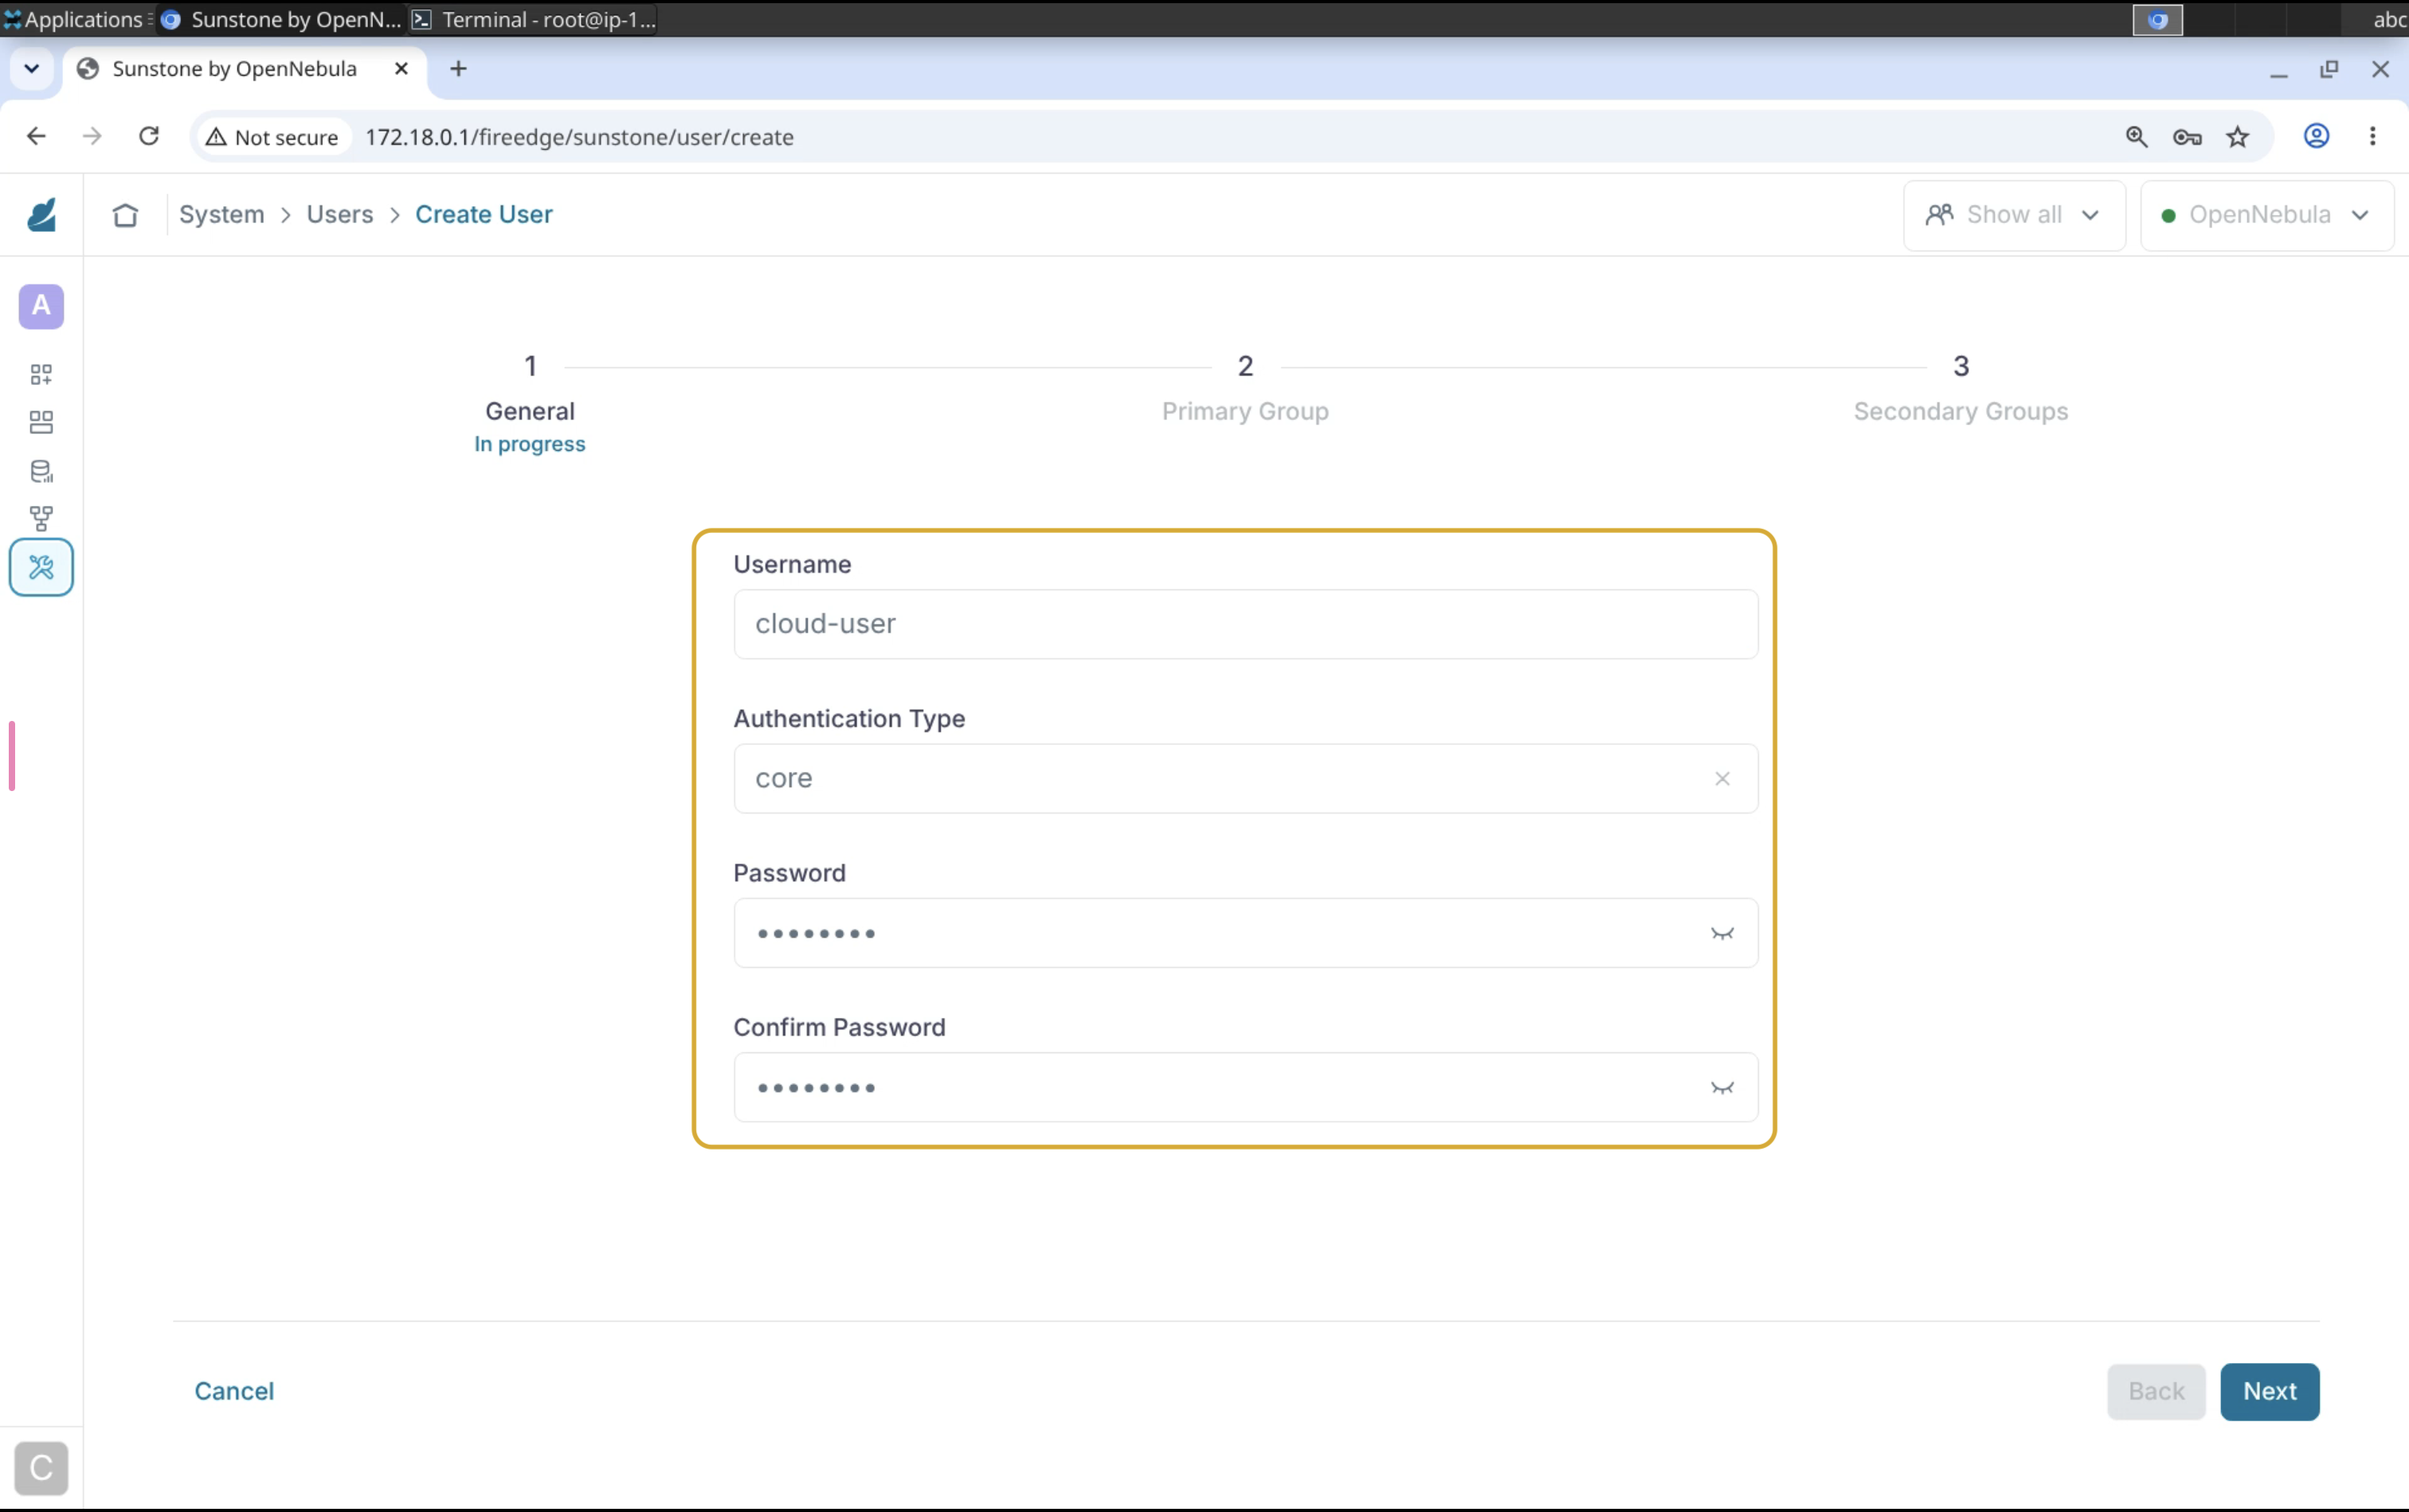 Applications Sunstone by OpenN... Terminal - root@ip-1... abc
Sunstone by OpenNebula
Not secure 172.18.0.1/fireedge/sunstone/user/create
System > Users > Create User Show all OpenNebula
A
1 2 3
General Primary Group Secondary Groups
In progress
Username
cloud-user
Authentication Type
core
Password
••••••••
Confirm Password
••••••••
Cancel Back Next
C